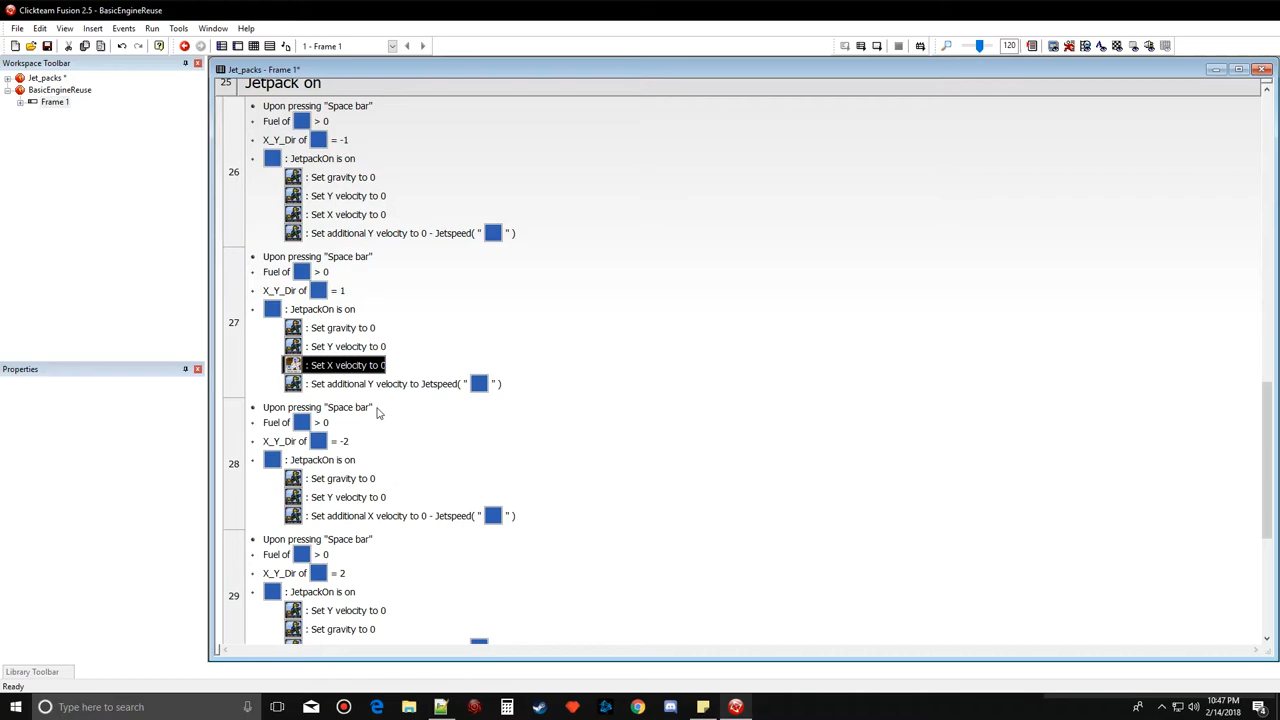 Clickteam Fusion 2.5 - BasicEngineReuse
File Edit View Insert Events Run Tools Window Help
1 - Frame 1
120
Workspace Toolbar
Jet_packs *
BasicEngineReuse
Frame 1
Properties
Library Toolbar
Ready
Jet_packs - Frame 1*
25 Jetpack on
26
Upon pressing "Space bar"
Fuel of > 0
X_Y_Dir of = -1
: JetpackOn is on
: Set gravity to 0
: Set Y velocity to 0
: Set X velocity to 0
: Set additional Y velocity to 0 - Jetspeed( " " )
27
Upon pressing "Space bar"
Fuel of > 0
X_Y_Dir of = 1
: JetpackOn is on
: Set gravity to 0
: Set Y velocity to 0
: Set X velocity to 0
: Set additional Y velocity to Jetspeed( " " )
28
Upon pressing "Space bar"
Fuel of > 0
X_Y_Dir of = -2
: JetpackOn is on
: Set gravity to 0
: Set Y velocity to 0
: Set additional X velocity to 0 - Jetspeed( " " )
29
Upon pressing "Space bar"
Fuel of > 0
X_Y_Dir of = 2
: JetpackOn is on
: Set Y velocity to 0
: Set gravity to 0
Type here to search
10:47 PM
2/14/2018
4